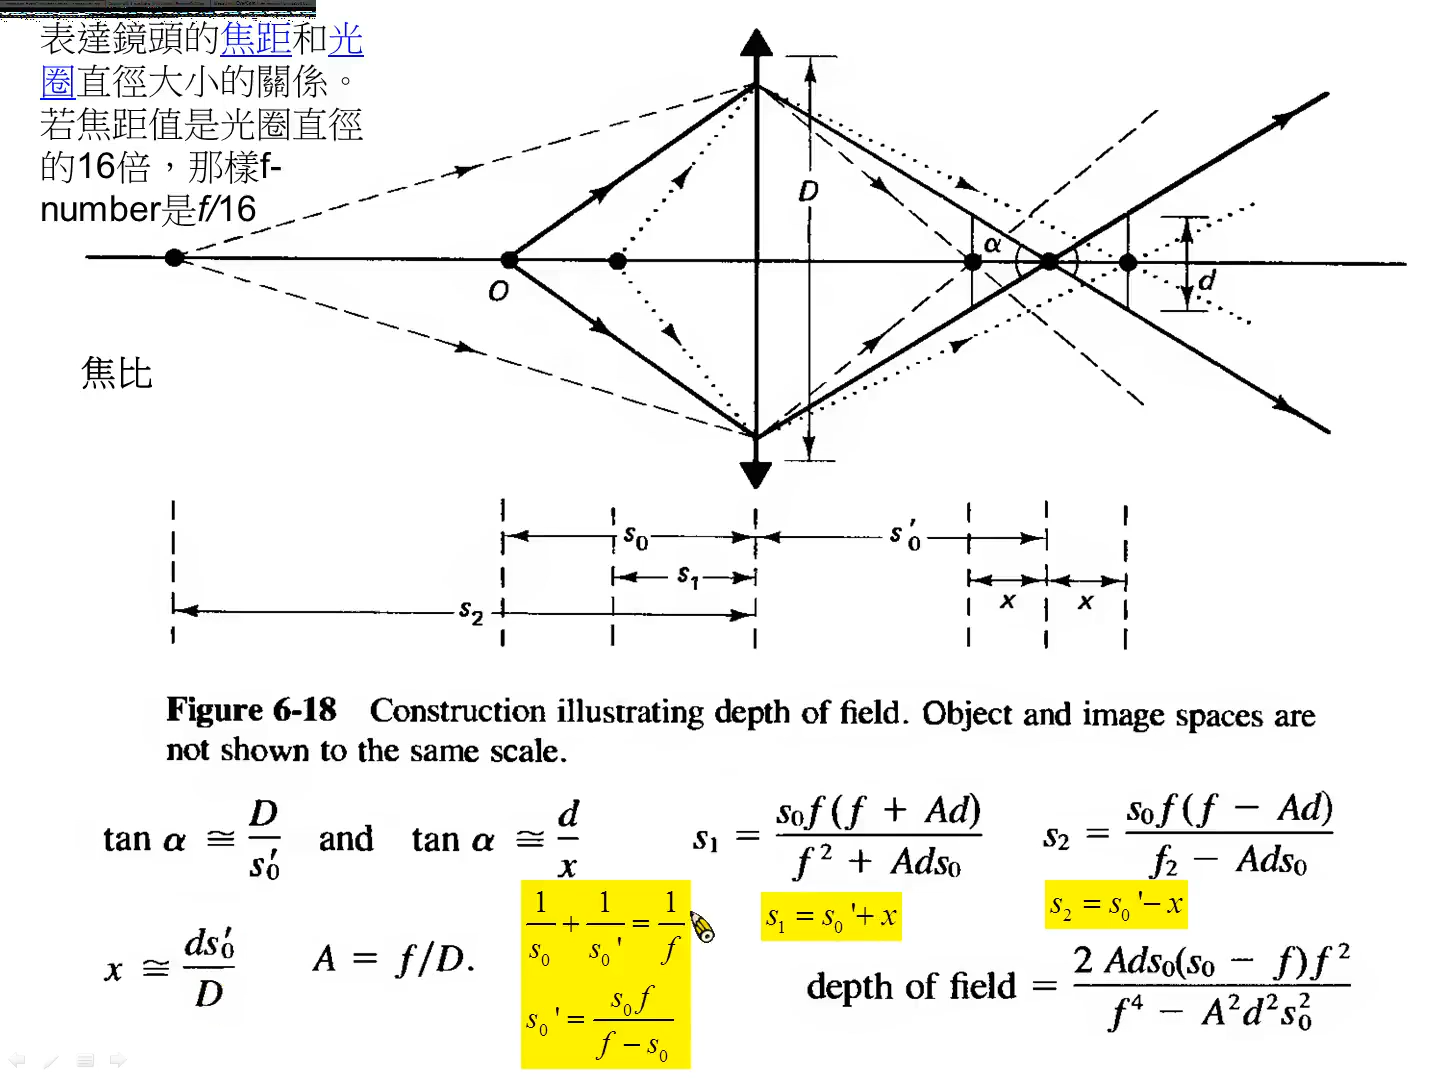 表達鏡頭的焦距和光
圈直徑大小的關係。
若焦距值是光圈直徑
的16倍，那樣f-
number是f/16
D
α
O
d
焦比
s₀
s₀′
s₁
x
x
s₂
Figure 6-18 Construction illustrating depth of field. Object and image spaces are
not shown to the same scale.
tan α ≅ D/s₀′ and tan α ≅ d/x
s₁ = s₀f(f + Ad)/(f² + Ads₀)
s₂ = s₀f(f − Ad)/(f₂ − Ads₀)
1/s₀ + 1/s₀' = 1/f
s₁ = s₀'+ x
s₂ = s₀'− x
x ≅ ds₀′/D
A = f/D.
s₀' = s₀f/(f − s₀)
depth of field = 2 Ads₀(s₀ − f)f²/(f⁴ − A²d²s₀²)